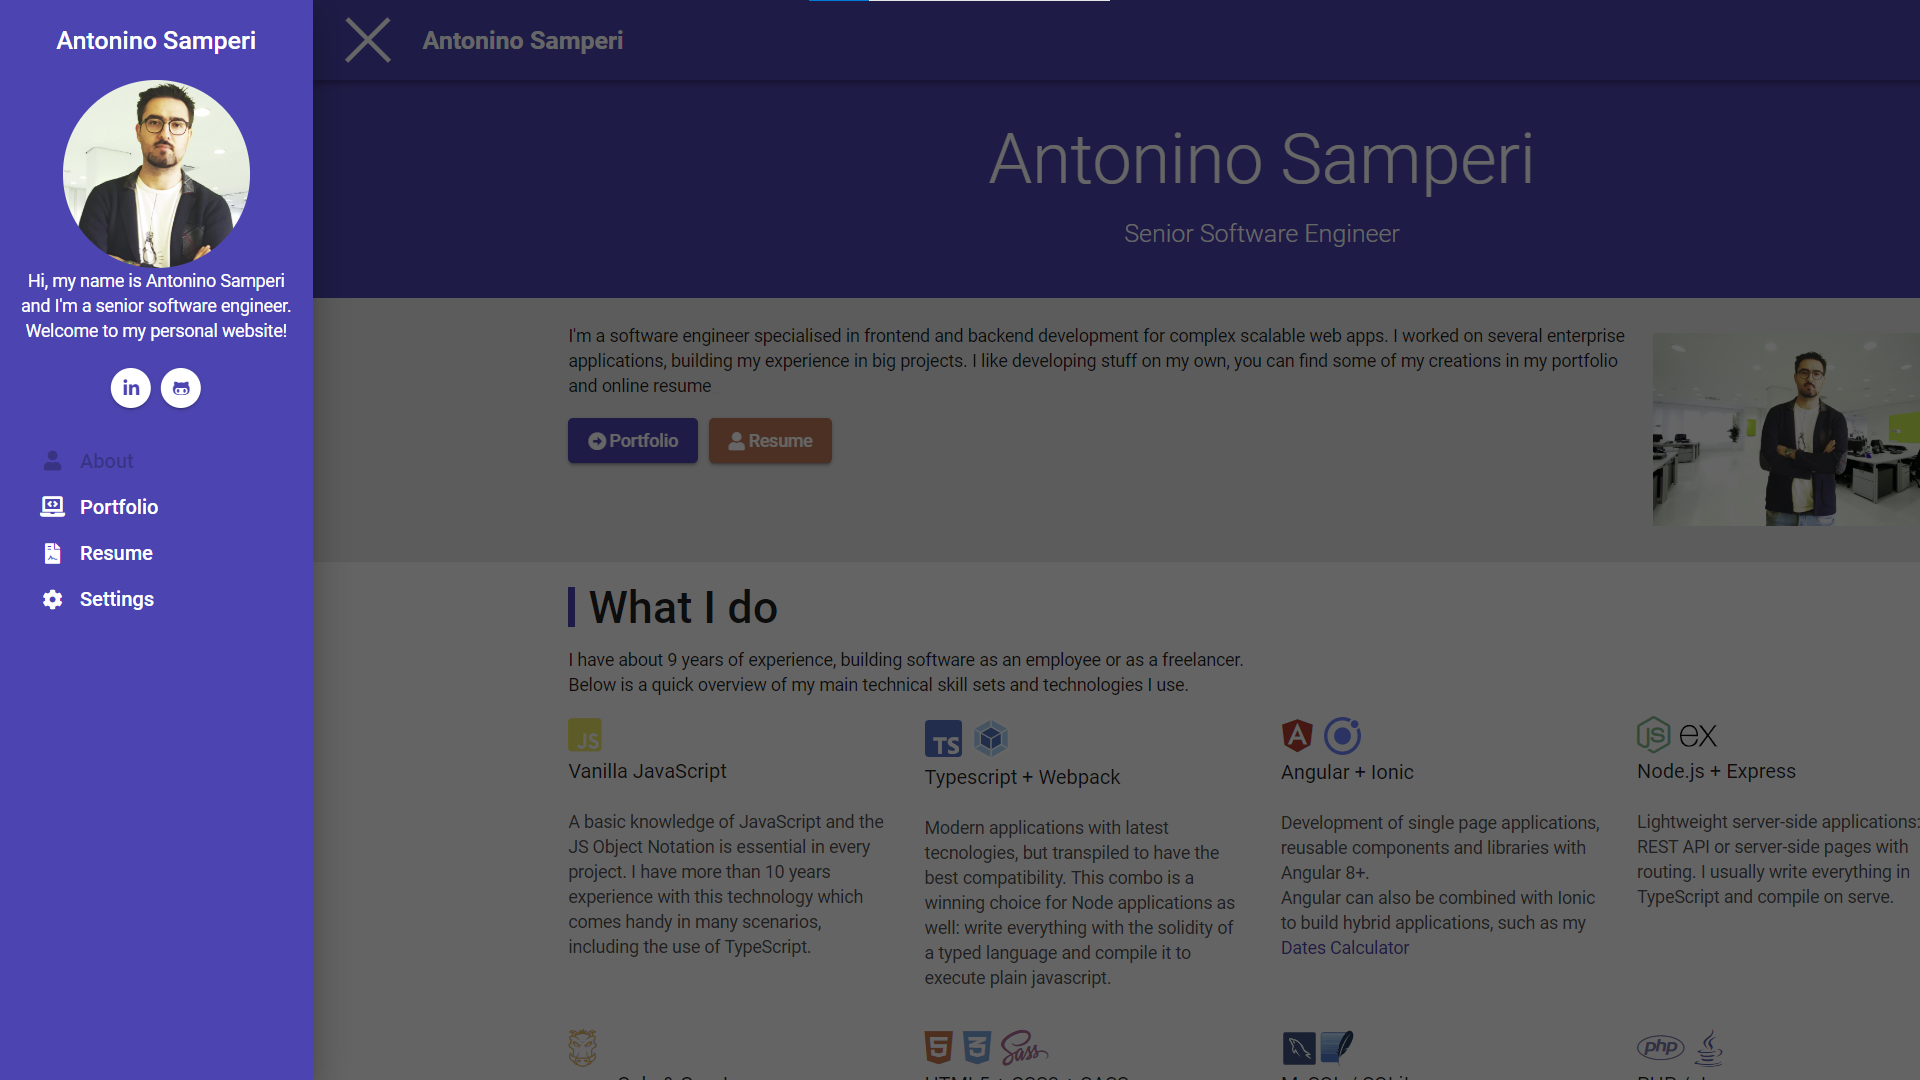 Antonino Samperi
Hi, my name is Antonino Samperi
and I'm a senior software engineer.
Welcome to my personal website!
in
About
Portfolio
Resume
Settings
Antonino Samperi
Antonino Samperi
Senior Software Engineer
I'm a software engineer specialised in frontend and backend development for complex scalable web apps. I worked on several enterprise
applications, building my experience in big projects. I like developing stuff on my own, you can find some of my creations in my portfolio
and online resume
Portfolio
Resume
What I do
I have about 9 years of experience, building software as an employee or as a freelancer.
Below is a quick overview of my main technical skill sets and technologies I use.
JS
Vanilla JavaScript
A basic knowledge of JavaScript and the
JS Object Notation is essential in every
project. I have more than 10 years
experience with this technology which
comes handy in many scenarios,
including the use of TypeScript.
TS
Typescript + Webpack
Modern applications with latest
tecnologies, but transpiled to have the
best compatibility. This combo is a
winning choice for Node applications as
well: write everything with the solidity of
a typed language and compile it to
execute plain javascript.
A
Angular + Ionic
Development of single page applications,
reusable components and libraries with
Angular 8+.
Angular can also be combined with Ionic
to build hybrid applications, such as my
Dates Calculator
JS ex
Node.js + Express
Lightweight server-side applications:
REST API or server-side pages with
routing. I usually write everything in
TypeScript and compile on serve.
5 3 Sass
php